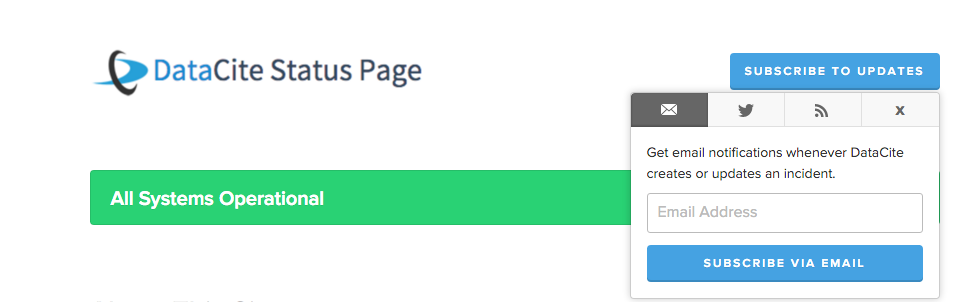 DataCite Status Page
SUBSCRIBE TO UPDATES
x
Get email notifications whenever DataCite
creates or updates an incident.
Email Address
SUBSCRIBE VIA EMAIL
All Systems Operational